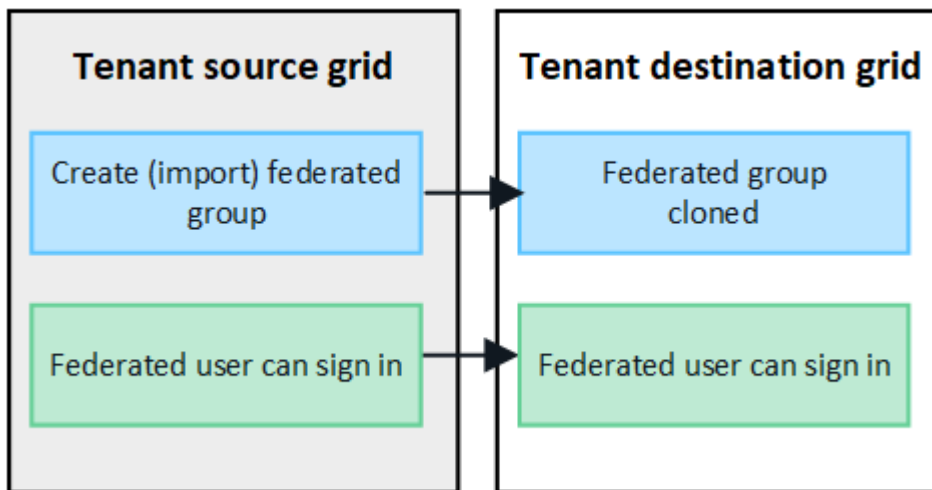 Tenant source grid
Create (import) federated
group
Federated user can sign in
Tenant destination grid
Federated group
cloned
Federated user can sign in